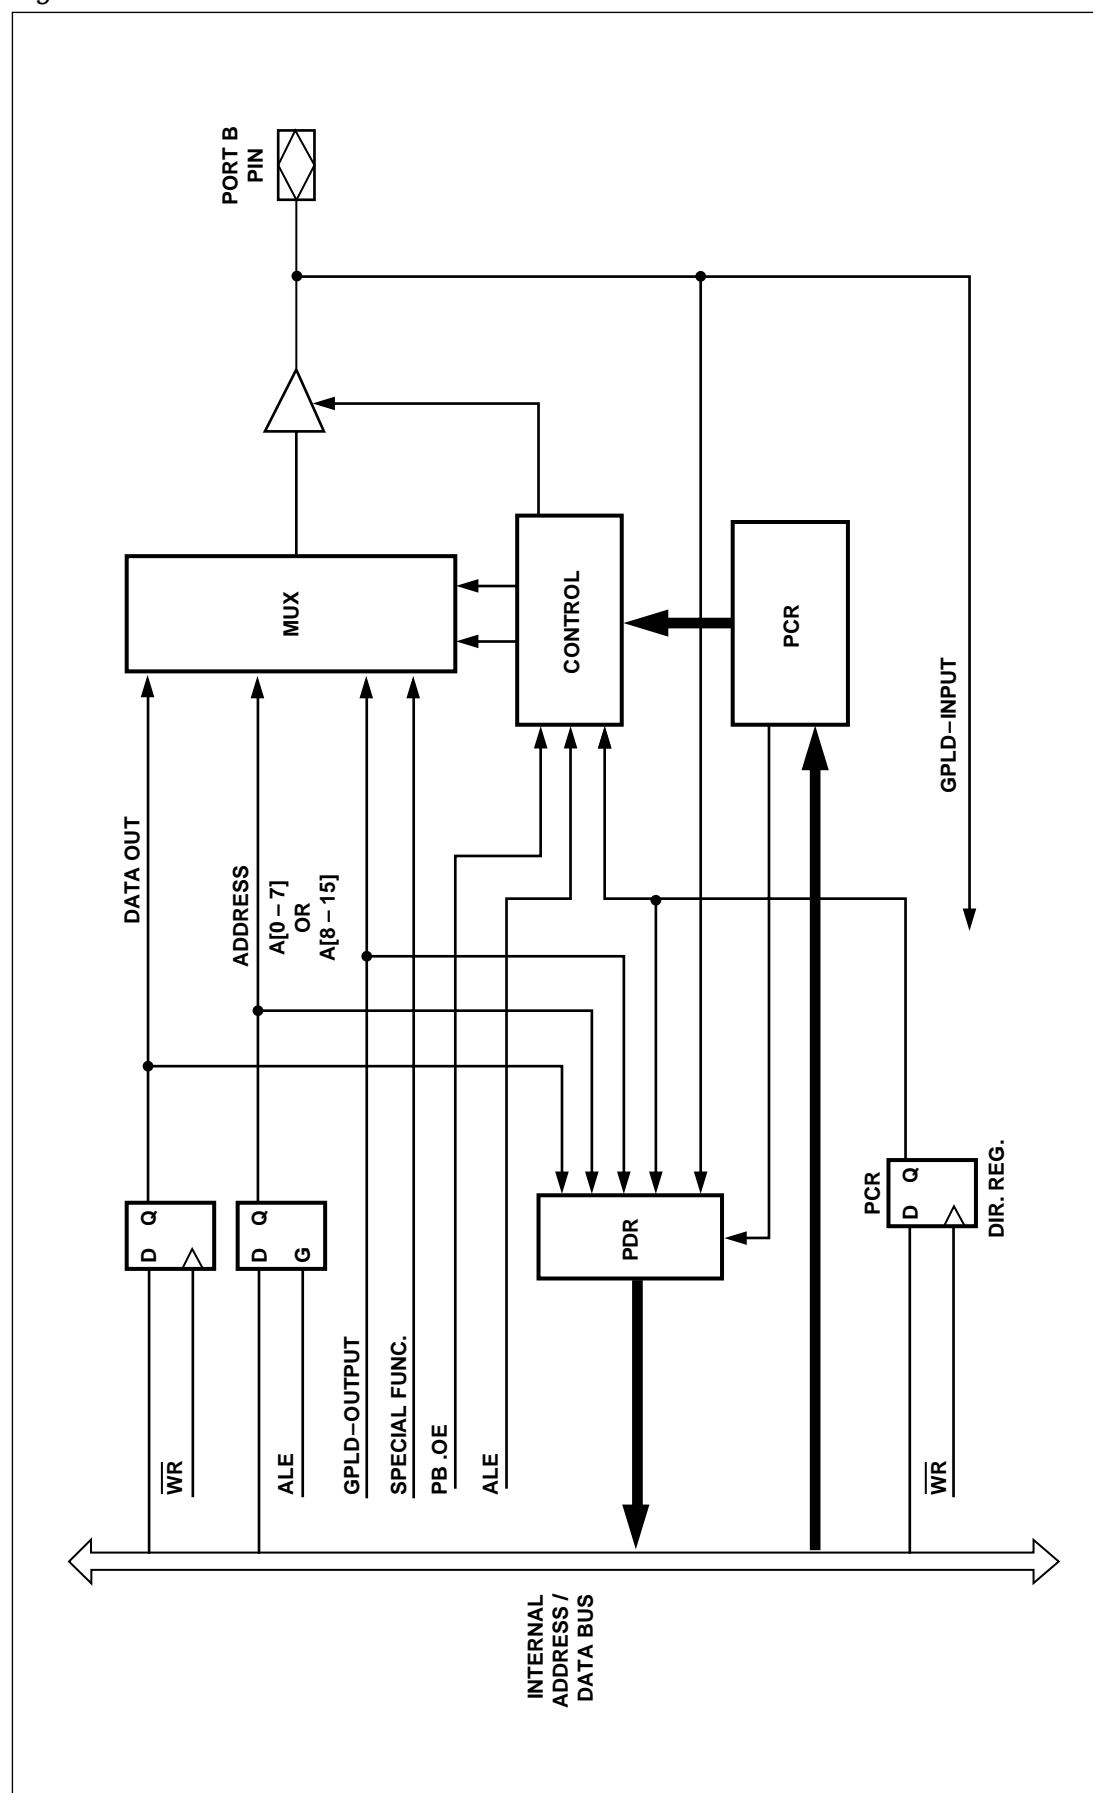 PORT B
PIN
MUX
CONTROL
PCR
GPLD–INPUT
DATA OUT
ADDRESS
A[0 – 7]
OR
A[8 – 15]
D Q
WR
D Q
G
ALE
GPLD–OUTPUT
SPECIAL FUNC.
PB .OE
ALE
PDR
PCR
D Q
DIR. REG.
WR
INTERNAL
ADDRESS /
DATA BUS